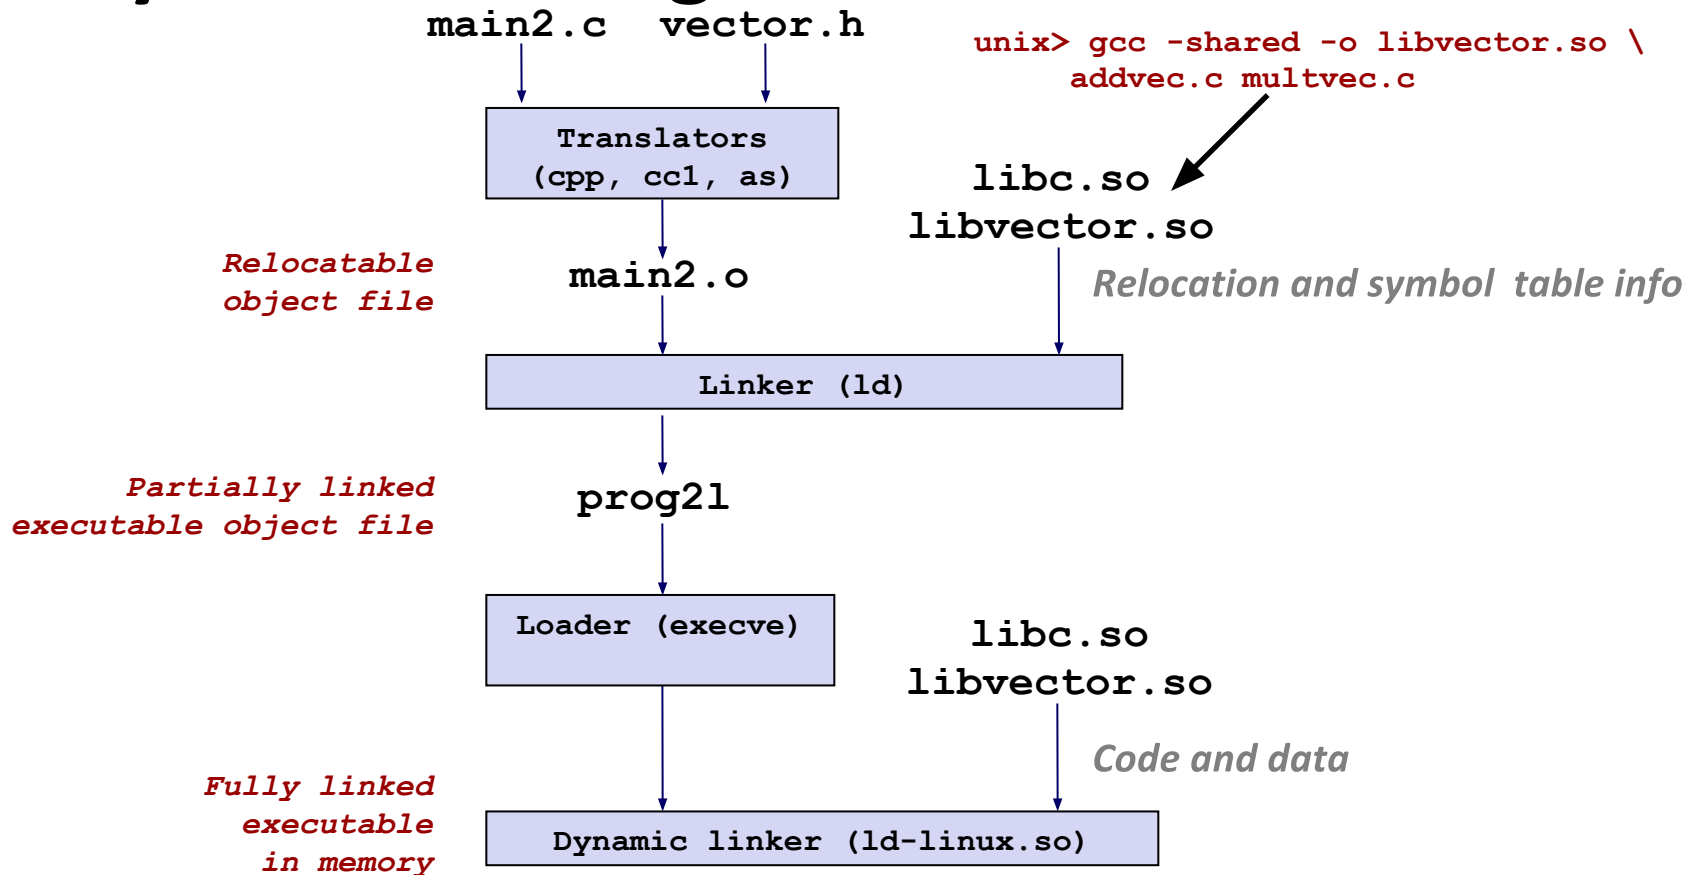 main2.c vector.h
unix> gcc -shared -o libvector.so \
addvec.c multvec.c
Translators
(cpp, cc1, as)
libc.so
libvector.so
Relocatable
object file
main2.o
Relocation and symbol table info
Linker (ld)
Partially linked
executable object file
prog2l
Loader (execve)
libc.so
libvector.so
Code and data
Fully linked
executable
in memory
Dynamic linker (ld-linux.so)